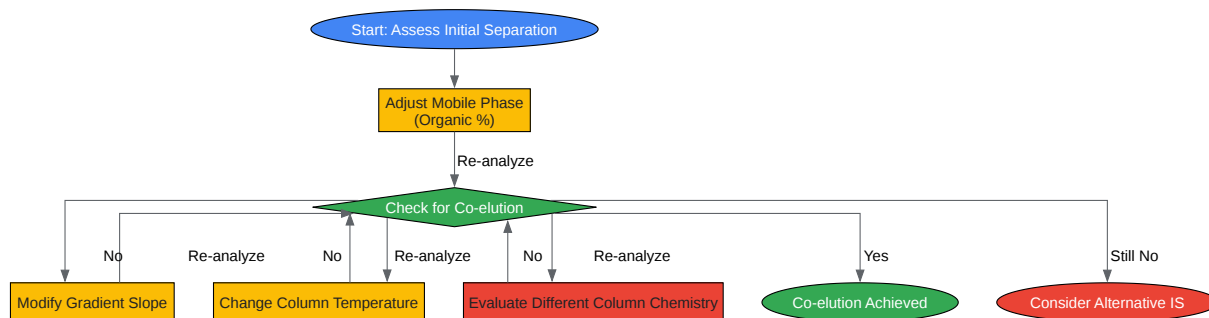 Start: Assess Initial Separation
Adjust Mobile Phase
(Organic %)
Re-analyze
Check for Co-elution
No
Re-analyze
No
Re-analyze
No
Re-analyze
Yes
Still No
Modify Gradient Slope
Change Column Temperature
Evaluate Different Column Chemistry
Co-elution Achieved
Consider Alternative IS